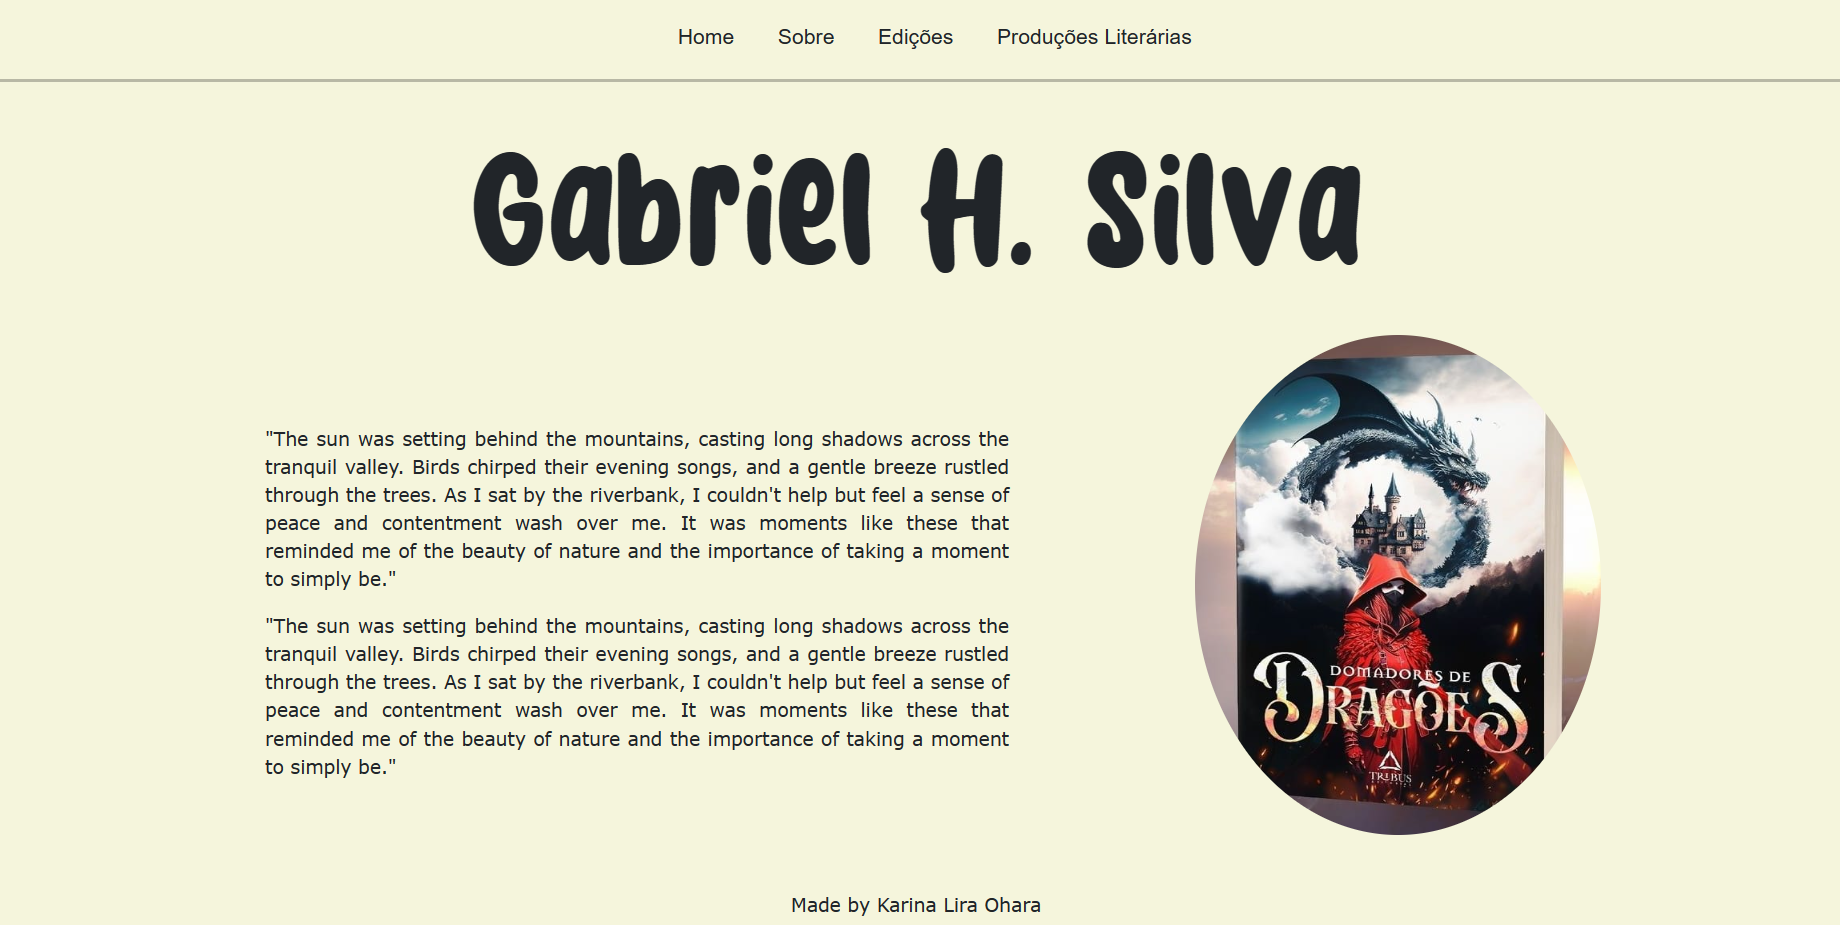 Home Sobre Edições Produções Literárias
Gabriel H. Silva
"The sun was setting behind the mountains, casting long shadows across the
tranquil valley. Birds chirped their evening songs, and a gentle breeze rustled
through the trees. As I sat by the riverbank, I couldn't help but feel a sense of
peace and contentment wash over me. It was moments like these that
reminded me of the beauty of nature and the importance of taking a moment
to simply be."
"The sun was setting behind the mountains, casting long shadows across the
tranquil valley. Birds chirped their evening songs, and a gentle breeze rustled
through the trees. As I sat by the riverbank, I couldn't help but feel a sense of
peace and contentment wash over me. It was moments like these that
reminded me of the beauty of nature and the importance of taking a moment
to simply be."
DOMADORES DE
DRAGÕES
TRIBUS
Made by Karina Lira Ohara